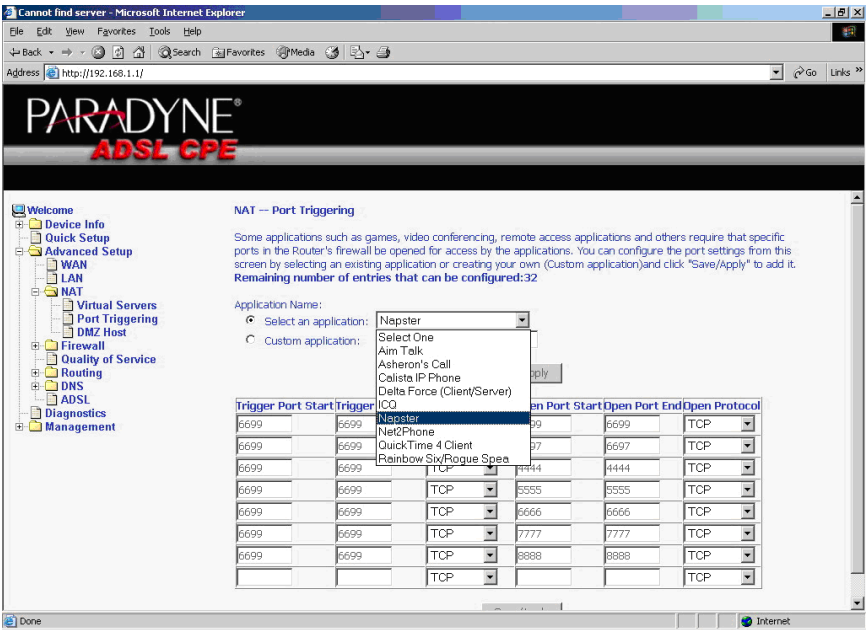 Cannot find server - Microsoft Internet Explorer
File Edit View Favorites Tools Help
Back Search Favorites Media
Address http://192.168.1.1/ Go Links »
PARADYNE®
ADSL CPE
Welcome
Device Info
Quick Setup
Advanced Setup
WAN
LAN
NAT
Virtual Servers
Port Triggering
DMZ Host
Firewall
Quality of Service
Routing
DNS
ADSL
Diagnostics
Management
NAT -- Port Triggering
Some applications such as games, video conferencing, remote access applications and others require that specific
ports in the Router's firewall be opened for access by the applications. You can configure the port settings from this
screen by selecting an existing application or creating your own (Custom application)and click "Save/Apply" to add it.
Remaining number of entries that can be configured:32
Application Name:
Select an application: Napster
Custom application:
Select One
Aim Talk
Asheron's Call
Calista IP Phone
Delta Force (Client/Server)
ICQ
Napster
Net2Phone
QuickTime 4 Client
Rainbow Six/Rogue Spea
Trigger Port Start Trigger Port Start Open Port End Open Protocol
6699 6699 6699 TCP
6699 6699 6697 TCP
6699 6699 TCP 4444 4444 TCP
6699 6699 TCP 5555 5555 TCP
6699 6699 TCP 6666 6666 TCP
6699 6699 TCP 7777 7777 TCP
6699 6699 TCP 8888 8888 TCP
TCP TCP
Done Internet